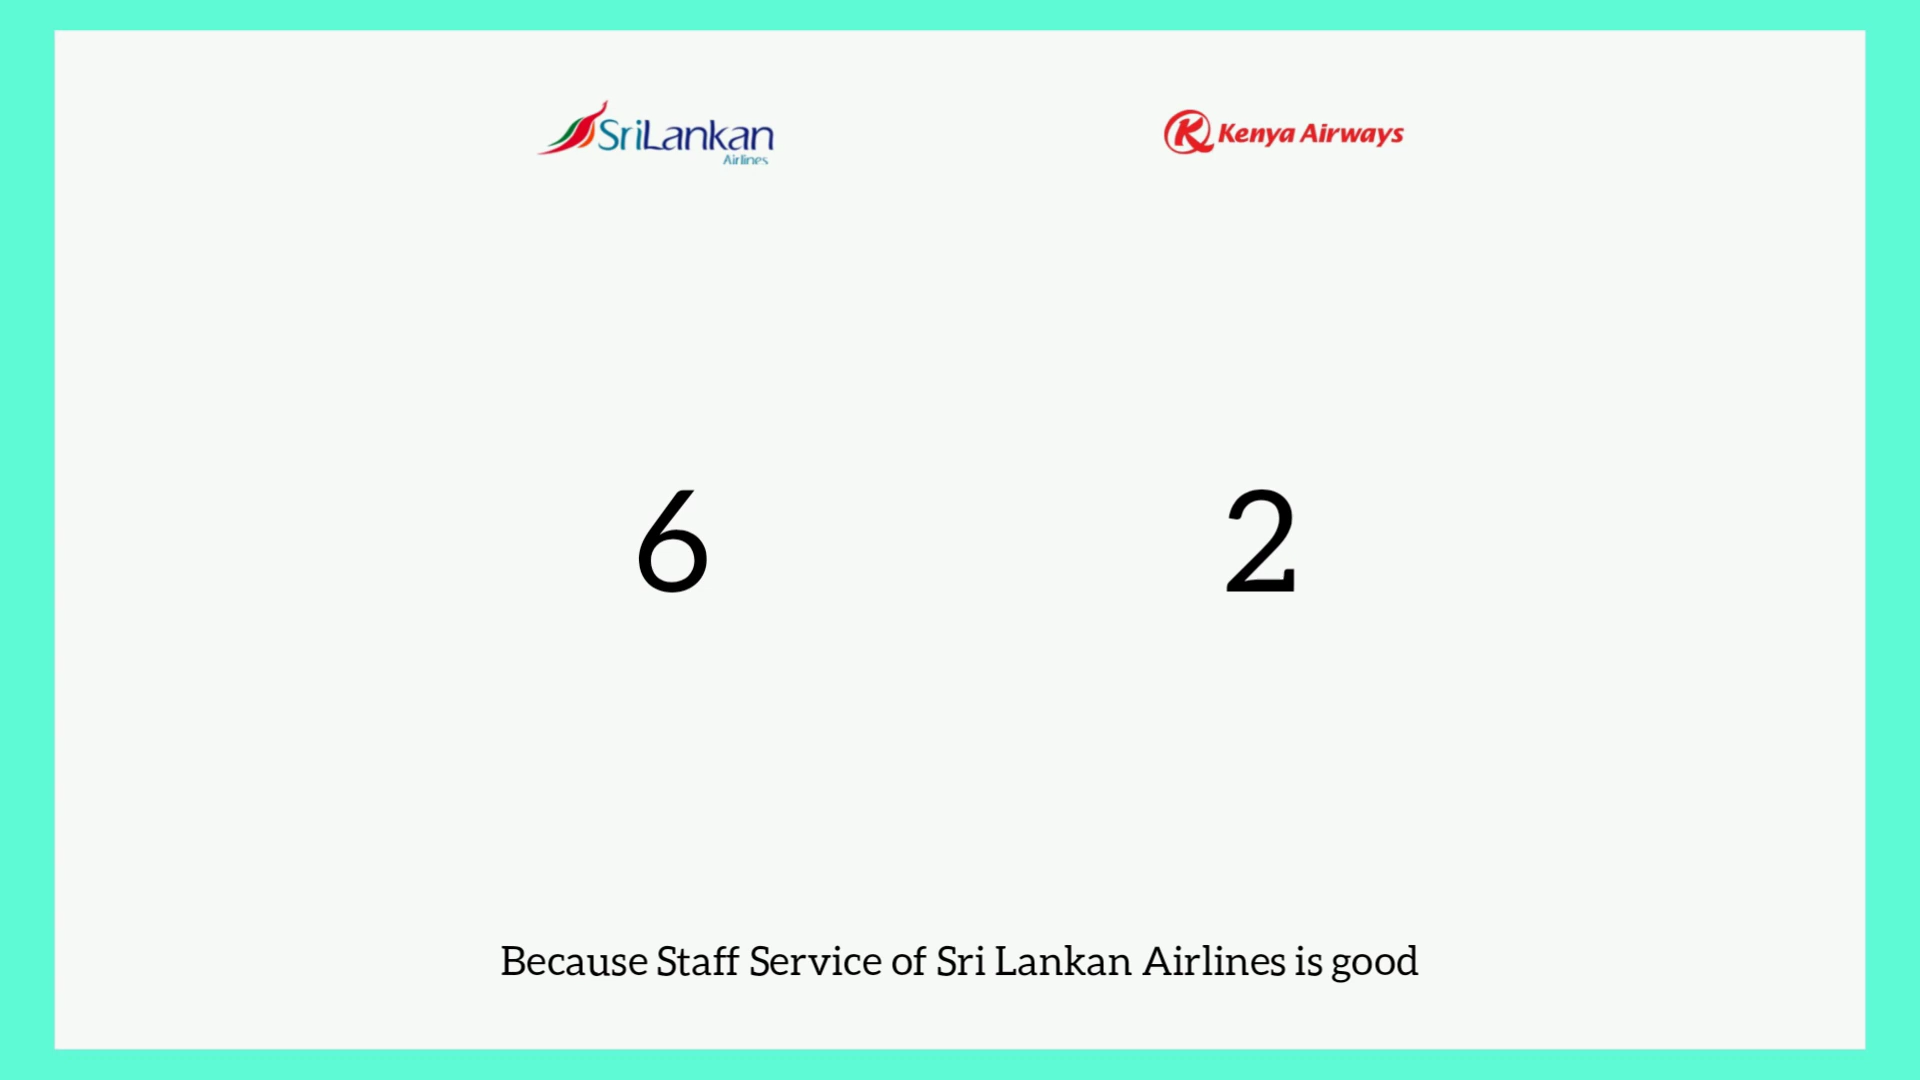 SriLankan
Airlines
Kenya Airways
6
2
Because Staff Service of Sri Lankan Airlines is good